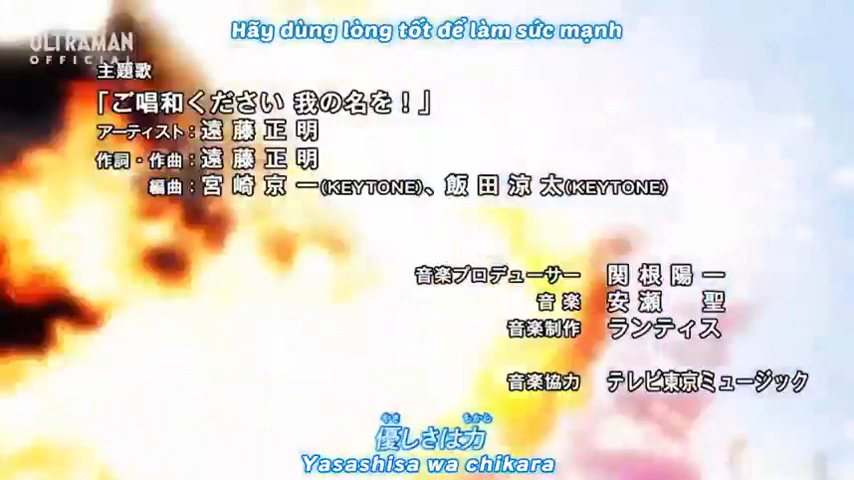 Hãy dùng lòng tốt để làm sức mạnh
ULTRAMAN
OFFICIAL
主題歌
「ご唱和ください 我の名を！」
アーティスト：遠藤正明
作詞・作曲：遠藤正明
編曲：宮崎京一(KEYTONE)、飯田涼太(KEYTONE)
音楽プロデューサー 関根陽一
音楽 安瀬 聖
音楽制作 ランティス
音楽協力 テレビ東京ミュージック
優しさは力
Yasashisa wa chikara